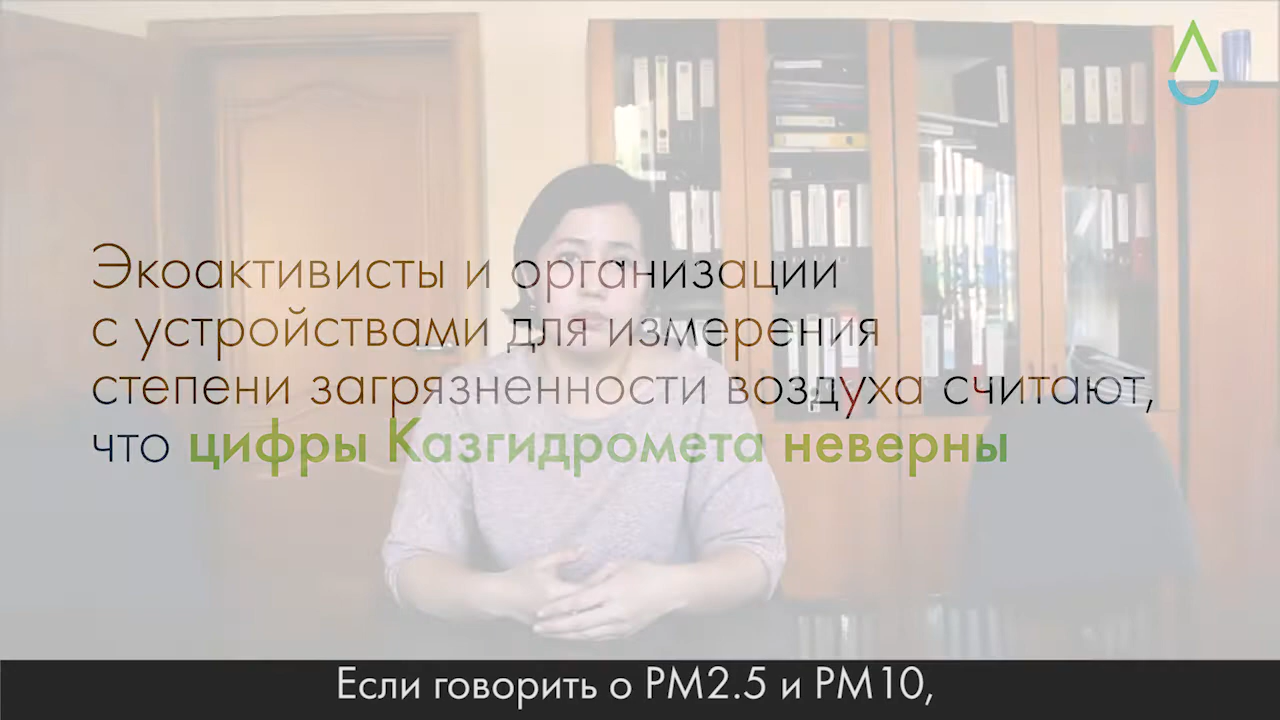 Экоактивисты и организации
с устройствами для измерения
степени загрязненности воздуха считают,
что цифры Казгидромета неверны
Если говорить о PM2.5 и PM10,